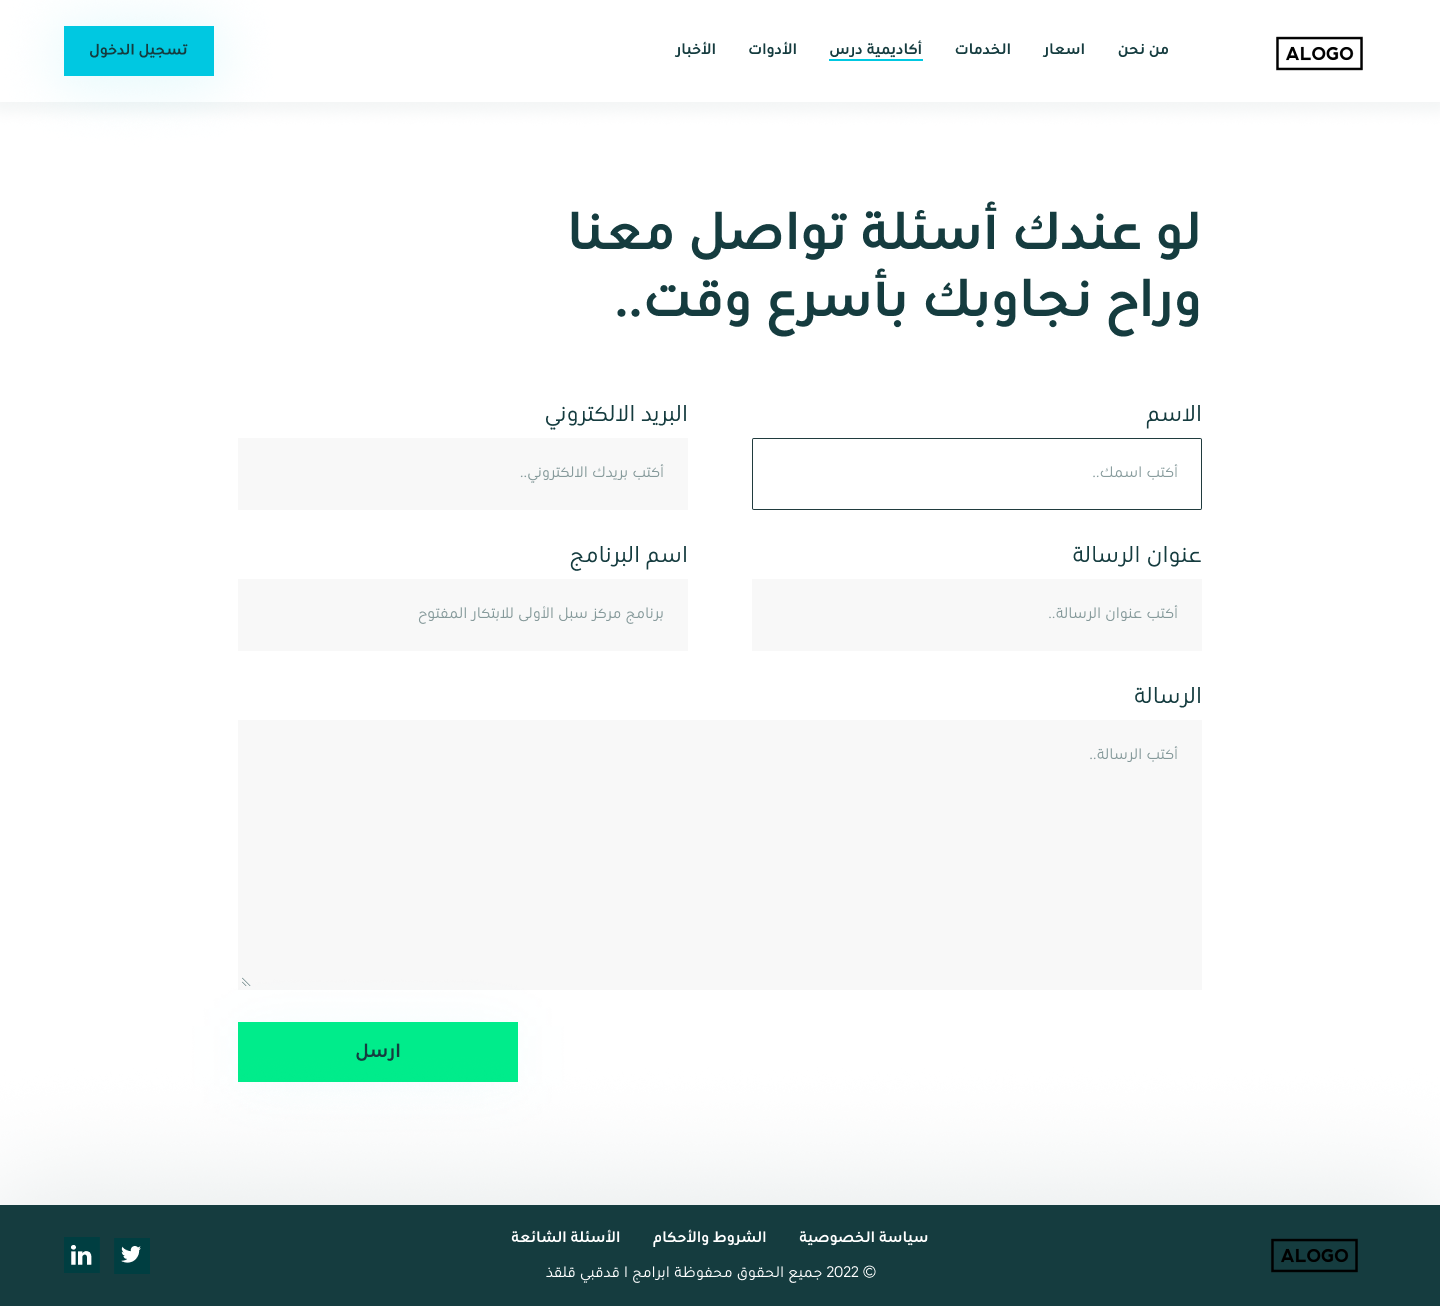 ALOGO
من نحن
اسعار
الخدمات
أكاديمية درس
الأدوات
الأخبار
تسجيل الدخول
لو عندك أسئلة تواصل معنا
وراح نجاوبك بأسرع وقت..
الاسم
أكتب اسمك..
البريد الالكتروني
أكتب بريدك الالكتروني..
عنوان الرسالة
أكتب عنوان الرسالة..
اسم البرنامج
برنامج مركز سبل الأولى للابتكار المفتوح
الرسالة
أكتب الرسالة..
ارسل
ALOGO
سياسة الخصوصية
الشروط والأحكام
الأسئلة الشائعة
© 2022 جميع الحقوق محفوظة ابرامج | قدقبي قلقذ
in